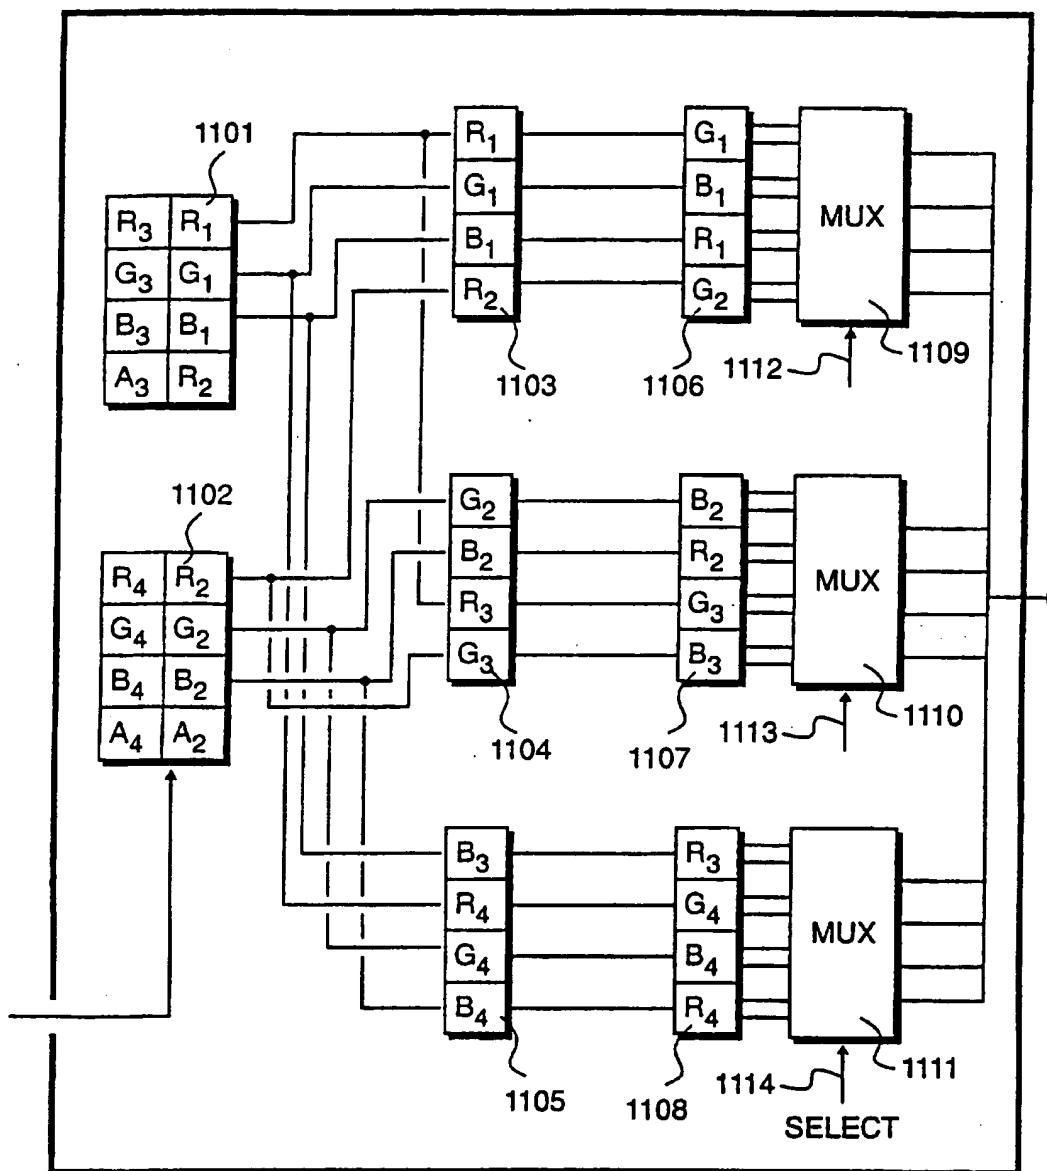 1101
R3 R1
G3 G1
B3 B1
A3 R2
R1
G1
B1
R2
1103
G1
B1
R1
G2
1106
MUX
1109
1112
1102
R4 R2
G4 G2
B4 B2
A4 A2
G2
B2
R3
G3
1104
B2
R2
G3
B3
1107
MUX
1110
1113
B3
R4
G4
B4
1105
R3
G4
B4
R4
1108
MUX
1111
1114
SELECT